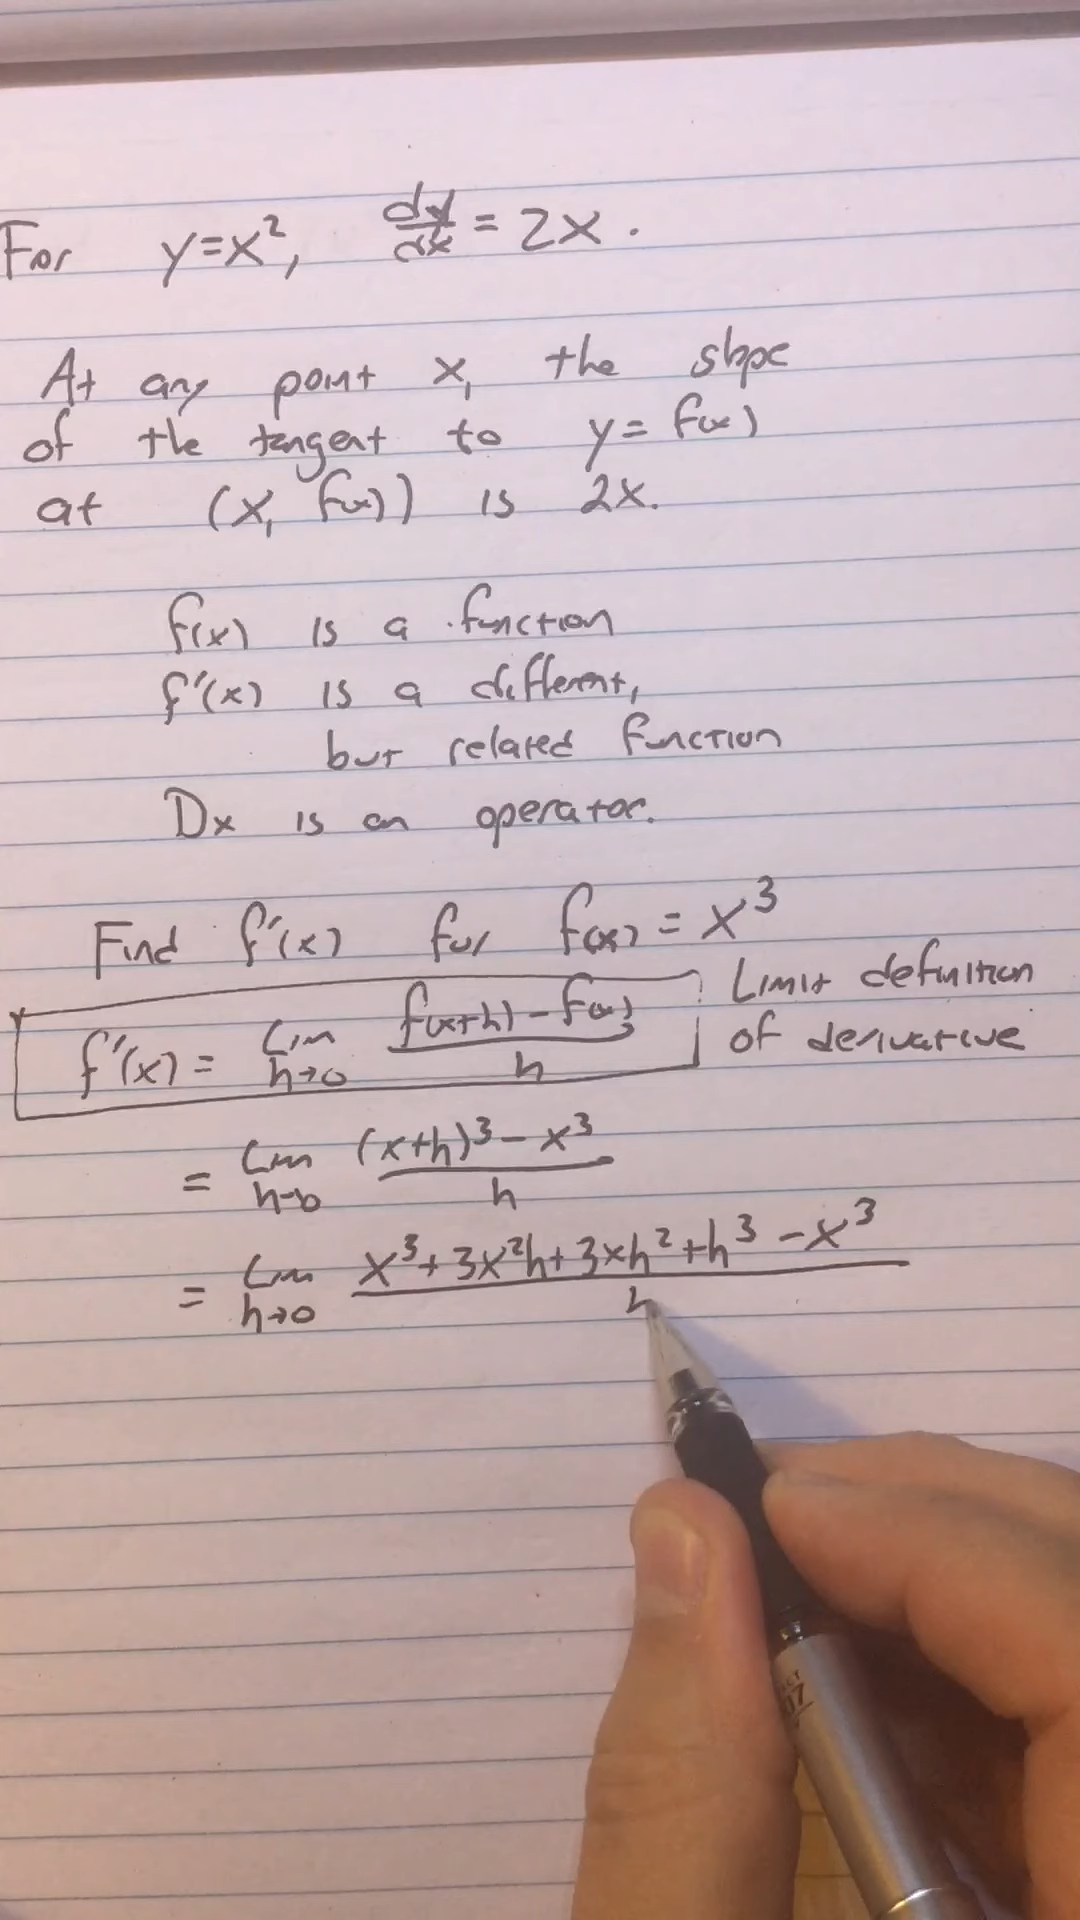 For y=x², dy/dx = 2x.
At any point x, the slope
of the tangent to y = f(x)
at (x, f(x)) is 2x.
f(x) is a function
f'(x) is a different,
but related function
Dx is an operator.
Find f'(x) for f(x) = x³
f'(x) = lim h→0 (f(x+h) - f(x))/h Limit definition
of derivative
= lim h→0 ((x+h)³ - x³)/h
= lim h→0 (x³ + 3x²h + 3xh² + h³ - x³)/h